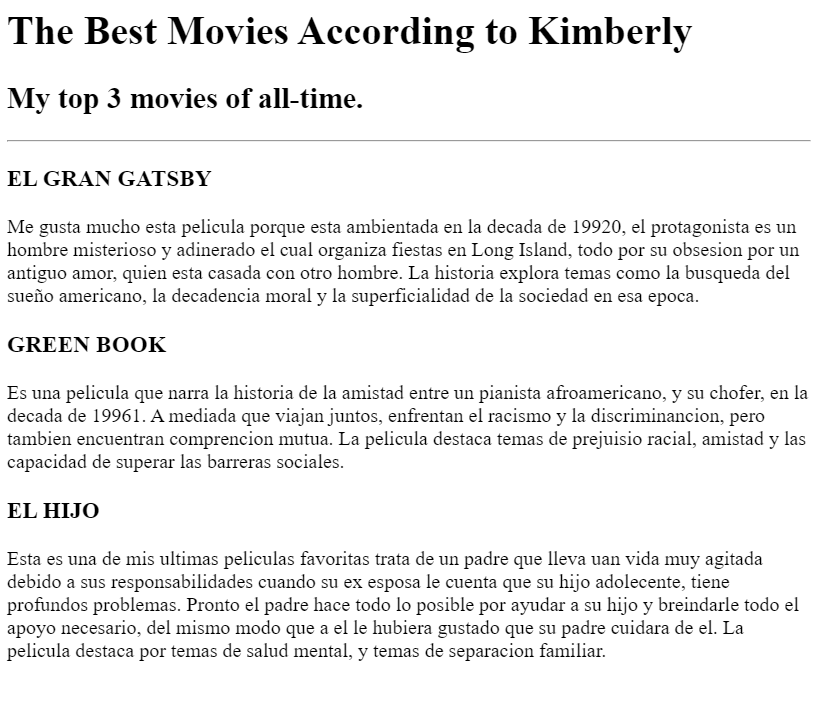 The Best Movies According to Kimberly
My top 3 movies of all-time.
EL GRAN GATSBY
Me gusta mucho esta pelicula porque esta ambientada en la decada de 19920, el protagonista es un
hombre misterioso y adinerado el cual organiza fiestas en Long Island, todo por su obsesion por un
antiguo amor, quien esta casada con otro hombre. La historia explora temas como la busqueda del
sueño americano, la decadencia moral y la superficialidad de la sociedad en esa epoca.
GREEN BOOK
Es una pelicula que narra la historia de la amistad entre un pianista afroamericano, y su chofer, en la
decada de 19961. A mediada que viajan juntos, enfrentan el racismo y la discriminancion, pero
tambien encuentran comprencion mutua. La pelicula destaca temas de prejuisio racial, amistad y las
capacidad de superar las barreras sociales.
EL HIJO
Esta es una de mis ultimas peliculas favoritas trata de un padre que lleva uan vida muy agitada
debido a sus responsabilidades cuando su ex esposa le cuenta que su hijo adolecente, tiene
profundos problemas. Pronto el padre hace todo lo posible por ayudar a su hijo y breindarle todo el
apoyo necesario, del mismo modo que a el le hubiera gustado que su padre cuidara de el. La
pelicula destaca por temas de salud mental, y temas de separacion familiar.